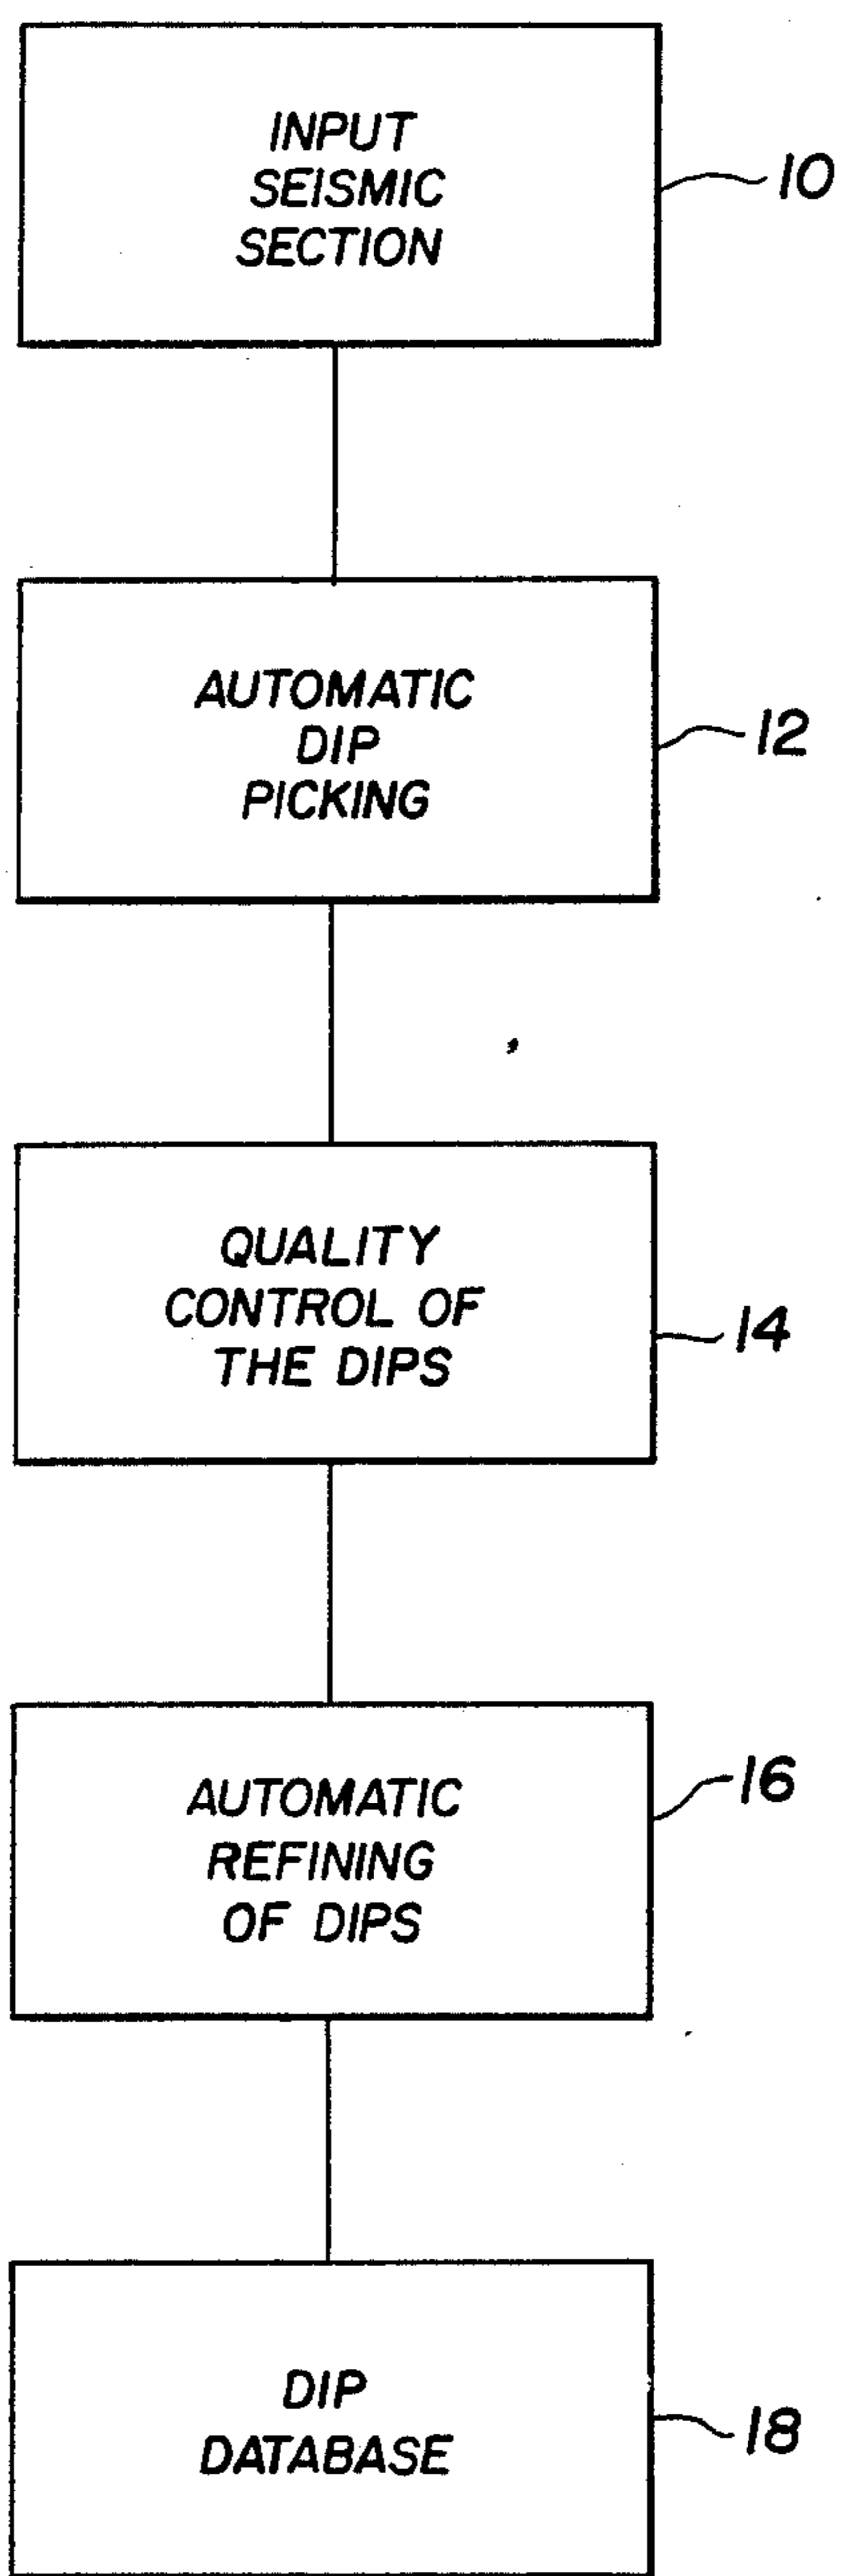 INPUT
SEISMIC
SECTION
10
AUTOMATIC
DIP
PICKING
12
QUALITY
CONTROL OF
THE DIPS
14
AUTOMATIC
REFINING
OF DIPS
16
DIP
DATABASE
18